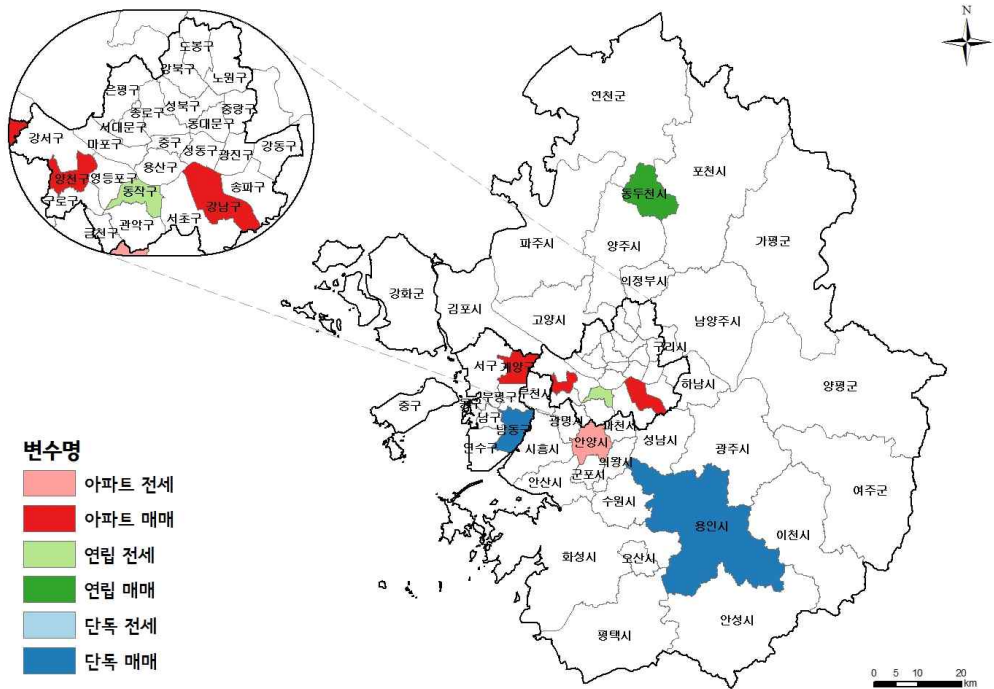 N
도봉구
강북구
노원구
은평구
성북구
종로구
중랑구
서대문구
동대문구
강서구
마포구
중구
성동구
광진구
강동구
용산구
양천구
영등포구
동작구
송파구
강남구
구로구
관악구
서초구
금천구
연천군
포천시
동두천시
가평군
파주시
양주시
의정부시
강화군
김포시
고양시
남양주시
구리시
서구
계양구
하남시
양평군
부평구
부천시
중구
남구
광명시
과천시
남동구
안양시
성남시
광주시
연수구
시흥시
의왕시
군포시
안산시
여주군
수원시
용인시
이천시
화성시
오산시
안성시
평택시
변수명
아파트 전세
아파트 매매
연립 전세
연립 매매
단독 전세
단독 매매
0 5 10 20
km